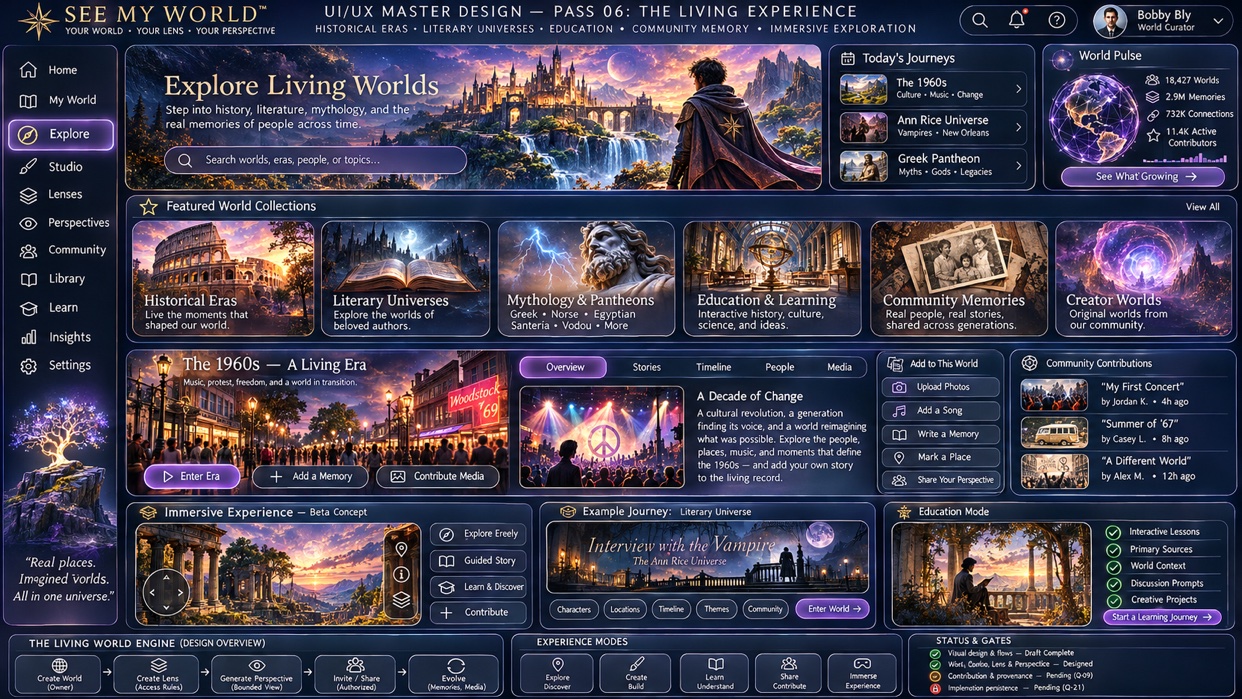 SEE MY WORLD™
YOUR WORLD • YOUR LENS • YOUR PERSPECTIVE
UI/UX MASTER DESIGN — PASS 06: THE LIVING EXPERIENCE
HISTORICAL ERAS • LITERARY UNIVERSES • EDUCATION • COMMUNITY MEMORY • IMMERSIVE EXPLORATION
Bobby Bly
World Curator
Home
My World
Explore
Studio
Lenses
Perspectives
Community
Library
Learn
Insights
Settings
“Real places.
Imagined worlds.
All in one universe.”
Explore Living Worlds
Step into history, literature, mythology, and the
real memories of people across time.
Search worlds, eras, people, or topics...
Today's Journeys
The 1960s
Culture • Music • Change
Ann Rice Universe
Vampires • New Orleans
Greek Pantheon
Myths • Gods • Legacies
World Pulse
18,427 Worlds
2.9M Memories
732K Connections
11.4K Active
Contributors
See What Growing →
Featured World Collections
View All
Historical Eras
Live the moments that
shaped our world.
Literary Universes
Explore the worlds of
beloved authors.
Mythology & Pantheons
Greek • Norse • Egyptian
Santería • Vodou • More
Education & Learning
Interactive history, culture,
science, and ideas.
Community Memories
Real people, real stories,
shared across generations.
Creator Worlds
Original worlds from
our community.
The 1960s — A Living Era
Music, protest, freedom, and a world in transition.
Woodstock
'69
Enter Era
Add a Memory
Contribute Media
Overview
Stories
Timeline
People
Media
A Decade of Change
A cultural revolution, a generation
finding its voice, and a world reimagining
what was possible. Explore the people,
places, music, and moments that define
the 1960s — and add your own story
to the living record.
Add to This World
Upload Photos
Add a Song
Write a Memory
Mark a Place
Share Your Perspective
Community Contributions
“My First Concert”
by Jordan K. • 4h ago
“Summer of '67”
by Casey L. • 8h ago
“A Different World”
by Alex M. • 12h ago
Immersive Experience — Beta Concept
Explore Freely
Guided Story
Learn & Discover
Contribute
Example Journey: Literary Universe
Interview with the Vampire
The Ann Rice Universe
Characters
Locations
Timeline
Themes
Community
Enter World →
Education Mode
Interactive Lessons
Primary Sources
World Context
Discussion Prompts
Creative Projects
Start a Learning Journey →
THE LIVING WORLD ENGINE (DESIGN OVERVIEW)
Create World
(Owner)
Create Lens
(Access Rules)
Generate Perspective
(Bounded View)
Invite / Share
(Authorized)
Evolve
(Memories, Media)
EXPERIENCE MODES
Explore
Discover
Create
Build
Learn
Understand
Share
Contribute
Immerse
Experience
STATUS & GATES
Visual design & flows — Draft Complete
Lens & Perspectice — Designed
Contribution & provenance — Pending (Q-09)
persistence — Pending (Q-21)